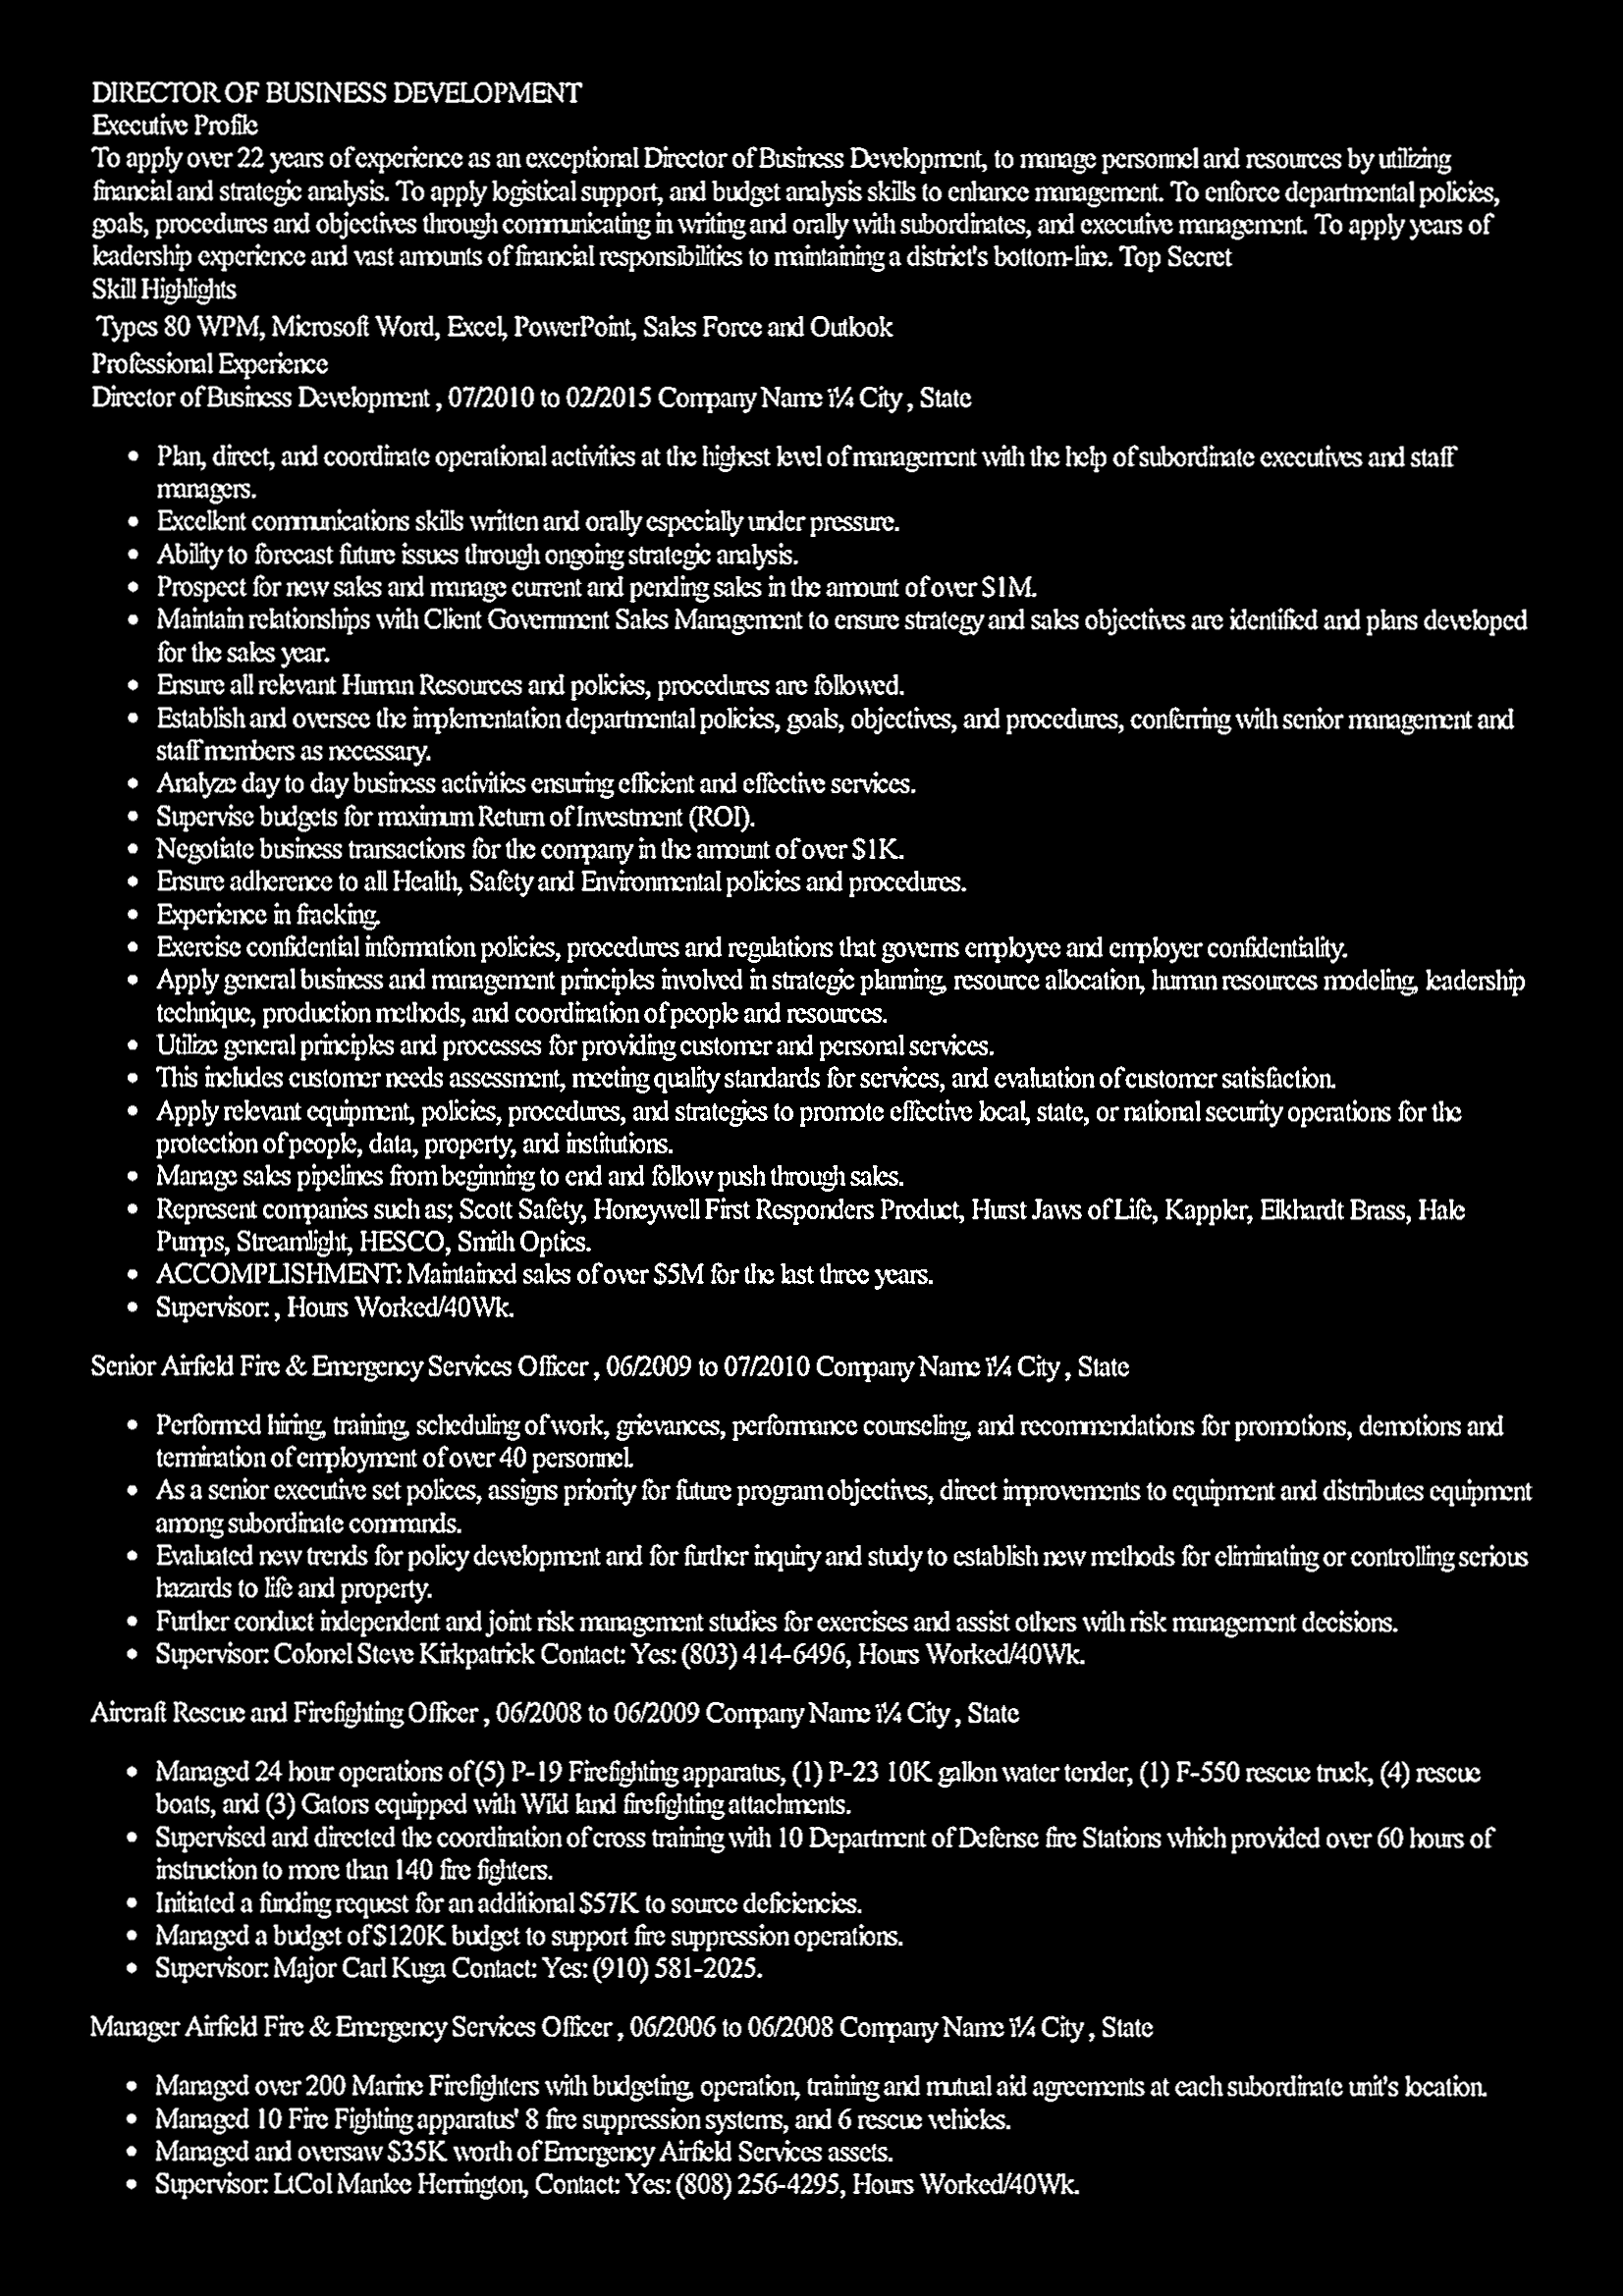 DIRECTOR OF BUSINESS DEVELOPMENT
Executive Profile
To apply over 22 years of experience as an exceptional Director of Business Development, to manage personnel and resources by utilizing
financial and strategic analysis. To apply logistical support, and budget analysis skills to enhance management. To enforce departmental policies,
goals, procedures and objectives through communicating in writing and orally with subordinates, and executive management. To apply years of
leadership experience and vast amounts of financial responsibilities to maintaining a district's bottom-line. Top Secret
Skill Highlights
Types 80 WPM, Microsoft Word, Excel, PowerPoint, Sales Force and Outlook
Professional Experience
Director of Business Development , 07/2010 to 02/2015 Company Name ï¼ City , State
• Plan, direct, and coordinate operational activities at the highest level of management with the help of subordinate executives and staff
managers.
• Excellent communications skills written and orally especially under pressure.
• Ability to forecast future issues through ongoing strategic analysis.
• Prospect for new sales and manage current and pending sales in the amount of over $1M.
• Maintain relationships with Client Government Sales Management to ensure strategy and sales objectives are identified and plans developed
for the sales year.
• Ensure all relevant Human Resources and policies, procedures are followed.
• Establish and oversee the implementation departmental policies, goals, objectives, and procedures, conferring with senior management and
staff members as necessary.
• Analyze day to day business activities ensuring efficient and effective services.
• Supervise budgets for maximum Return of Investment (ROI).
• Negotiate business transactions for the company in the amount of over $1K.
• Ensure adherence to all Health, Safety and Environmental policies and procedures.
• Experience in fracking.
• Exercise confidential information policies, procedures and regulations that governs employee and employer confidentiality.
• Apply general business and management principles involved in strategic planning, resource allocation, human resources modeling, leadership
technique, production methods, and coordination of people and resources.
• Utilize general principles and processes for providing customer and personal services.
• This includes customer needs assessment, meeting quality standards for services, and evaluation of customer satisfaction.
• Apply relevant equipment, policies, procedures, and strategies to promote effective local, state, or national security operations for the
protection of people, data, property, and institutions.
• Manage sales pipelines from beginning to end and follow push through sales.
• Represent companies such as; Scott Safety, Honeywell First Responders Product, Hurst Jaws of Life, Kappler, Elkhardt Brass, Hale
Pumps, Streamlight, HESCO, Smith Optics.
• ACCOMPLISHMENT: Maintained sales of over $5M for the last three years.
• Supervisor: , Hours Worked/40Wk.
Senior Airfield Fire & Emergency Services Officer , 06/2009 to 07/2010 Company Name ï¼ City , State
• Performed hiring, training, scheduling of work, grievances, performance counseling, and recommendations for promotions, demotions and
termination of employment of over 40 personnel.
• As a senior executive set polices, assigns priority for future program objectives, direct improvements to equipment and distributes equipment
among subordinate commands.
• Evaluated new trends for policy development and for further inquiry and study to establish new methods for eliminating or controlling serious
hazards to life and property.
• Further conduct independent and joint risk management studies for exercises and assist others with risk management decisions.
• Supervisor: Colonel Steve Kirkpatrick Contact: Yes: (803) 414-6496, Hours Worked/40Wk.
Aircraft Rescue and Firefighting Officer , 06/2008 to 06/2009 Company Name ï¼ City , State
• Managed 24 hour operations of (5) P-19 Firefighting apparatus, (1) P-23 10K gallon water tender, (1) F-550 rescue truck, (4) rescue
boats, and (3) Gators equipped with Wild land firefighting attachments.
• Supervised and directed the coordination of cross training with 10 Department of Defense fire Stations which provided over 60 hours of
instruction to more than 140 fire fighters.
• Initiated a funding request for an additional $57K to source deficiencies.
• Managed a budget of $120K budget to support fire suppression operations.
• Supervisor: Major Carl Kuga Contact: Yes: (910) 581-2025.
Manager Airfield Fire & Emergency Services Officer , 06/2006 to 06/2008 Company Name ï¼ City , State
• Managed over 200 Marine Firefighters with budgeting, operation, training and mutual aid agreements at each subordinate unit's location.
• Managed 10 Fire Fighting apparatus' 8 fire suppression systems, and 6 rescue vehicles.
• Managed and oversaw $35K worth of Emergency Airfield Services assets.
• Supervisor: LtCol Manlee Herrington, Contact: Yes: (808) 256-4295, Hours Worked/40Wk.